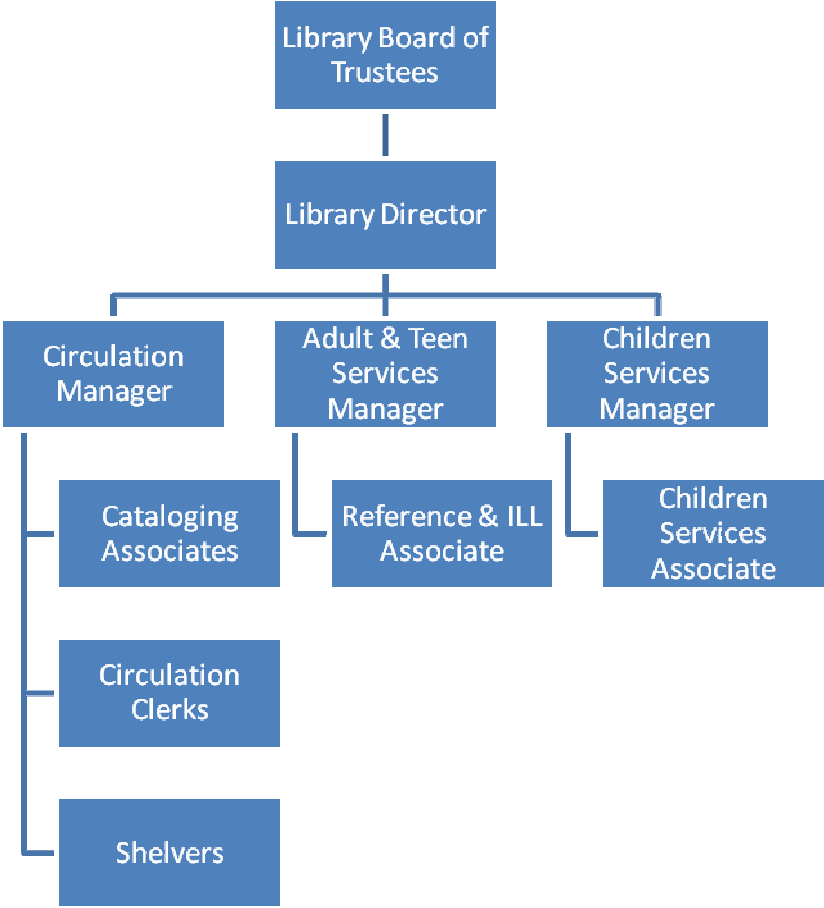 Library Board of
Trustees
Library Director
Circulation
Manager
Adult & Teen
Services
Manager
Children
Services
Manager
Cataloging
Associates
Reference & ILL
Associate
Children
Services
Associate
Circulation
Clerks
Shelvers